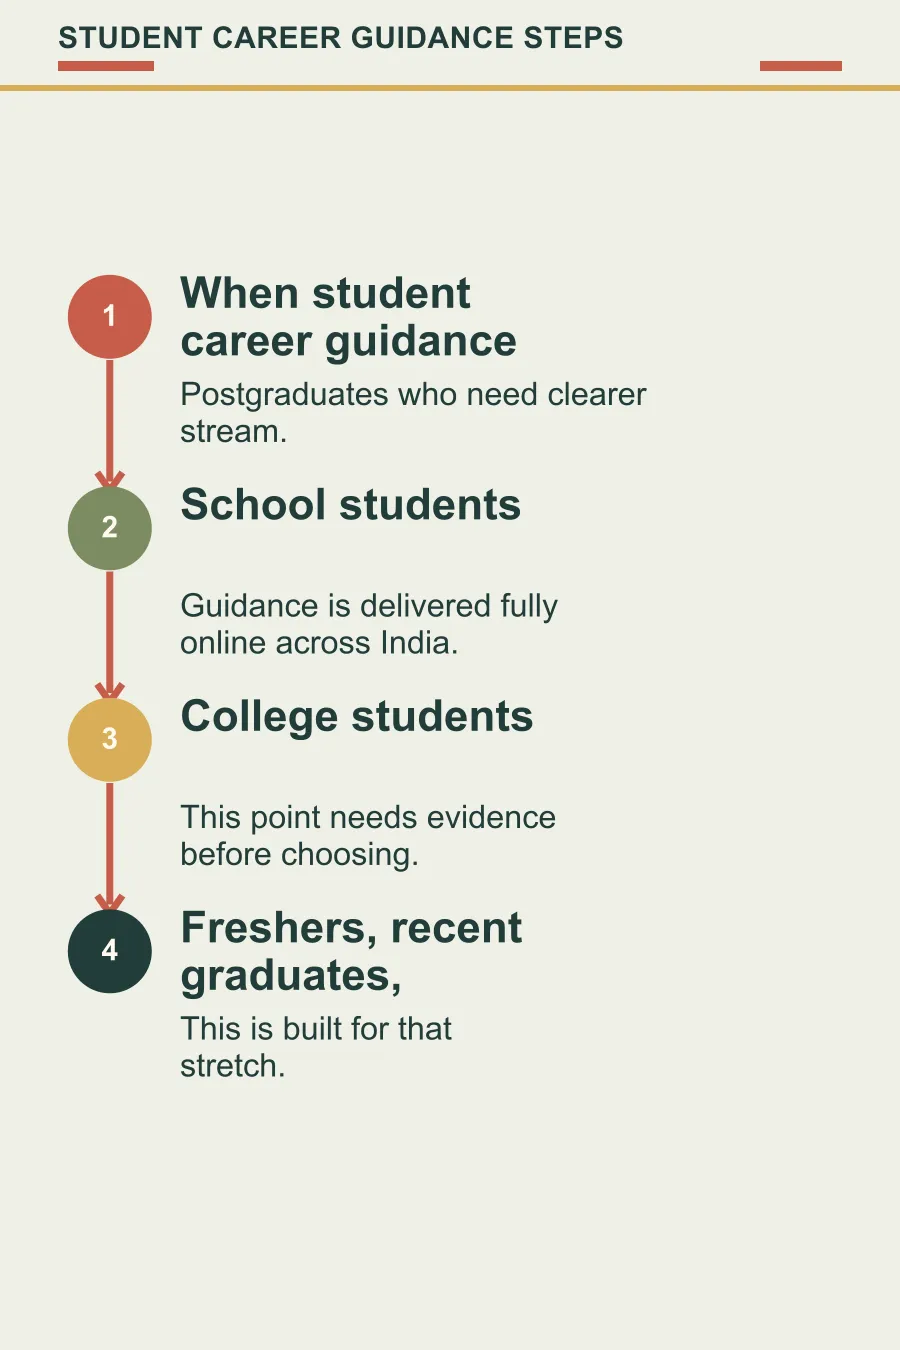 STUDENT CAREER GUIDANCE STEPS
1
When student
career guidance
Postgraduates who need clearer
stream.
2
School students
Guidance is delivered fully
online across India.
3
College students
This point needs evidence
before choosing.
4
Freshers, recent
graduates,
This is built for that
stretch.